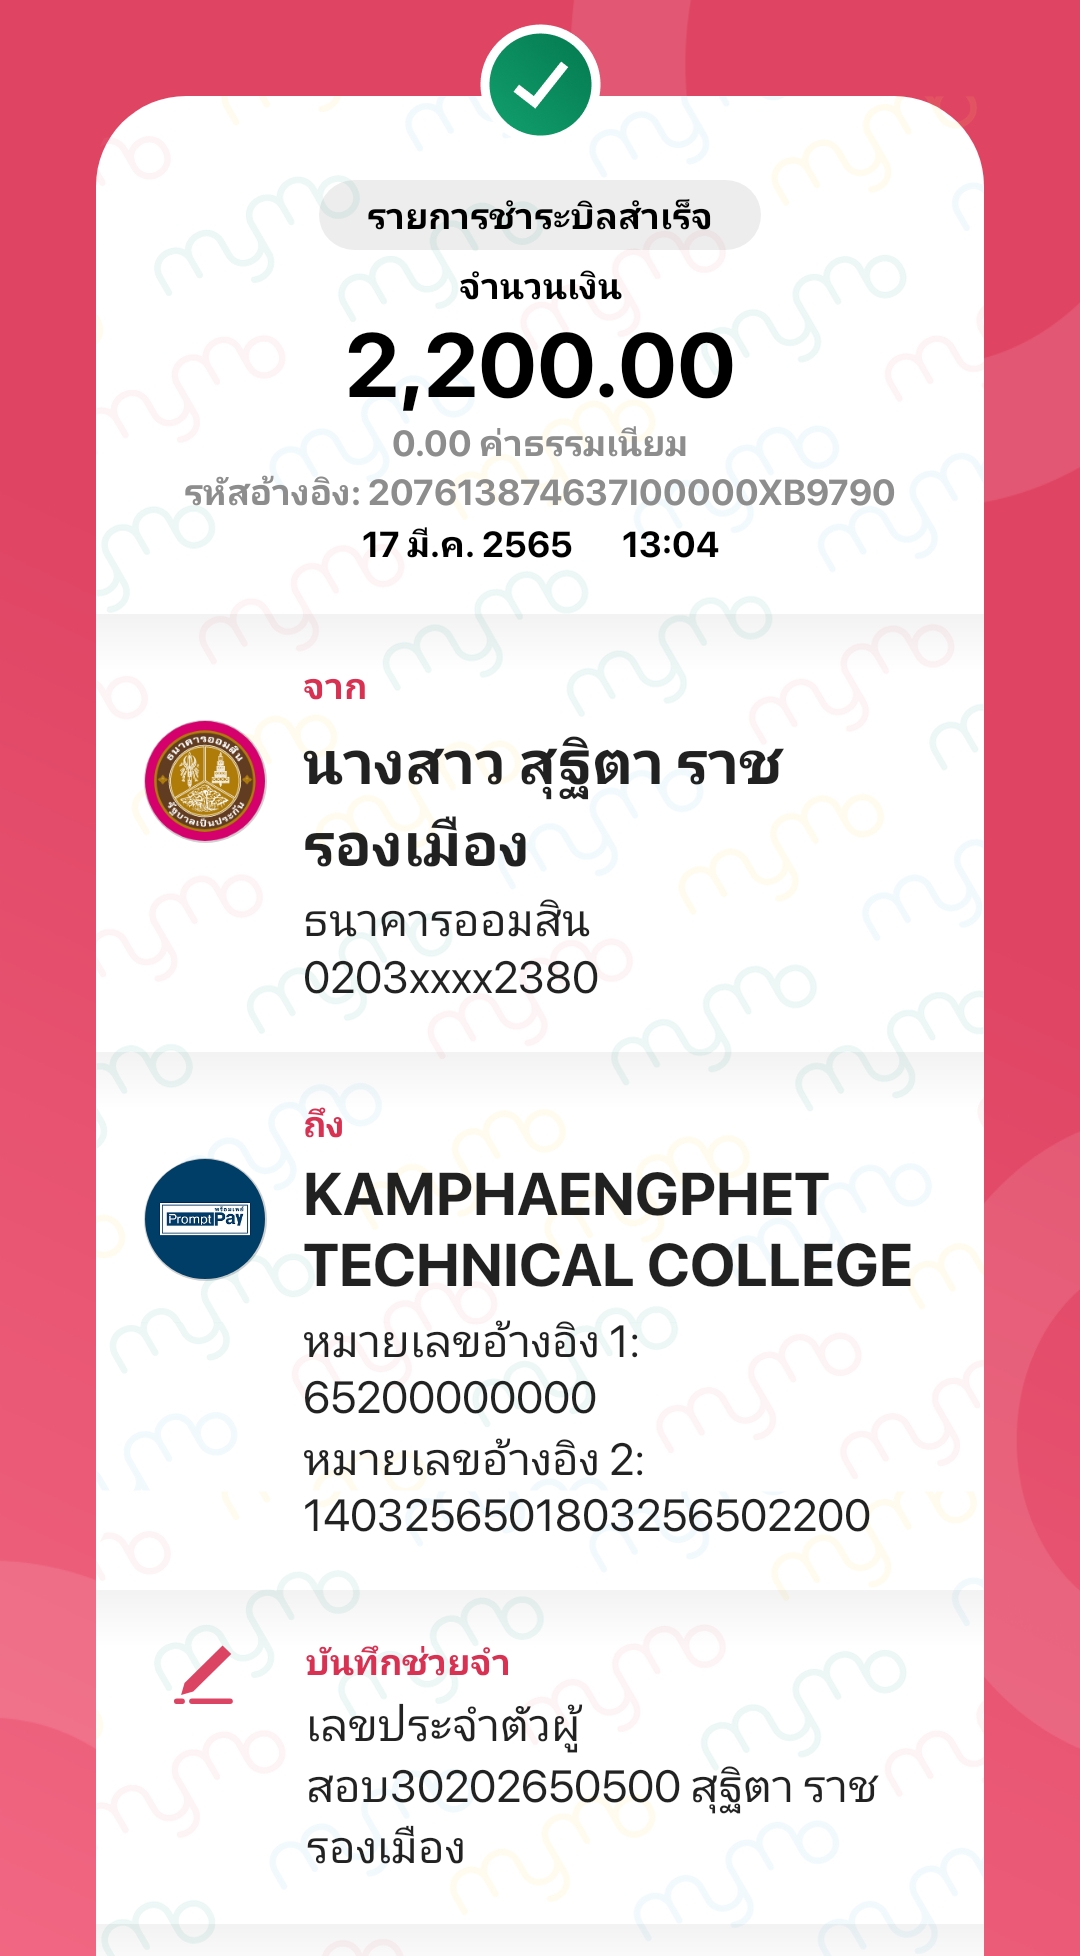 รายการชำระบิลสำเร็จ
จำนวนเงิน
2,200.00
0.00 ค่าธรรมเนียม
รหัสอ้างอิง: 207613874637I00000XB9790
17 มี.ค. 2565 13:04
จาก
นางสาว สุฐิตา ราช
รองเมือง
ธนาคารออมสิน
รัฐบาลเป็นประกัน
ธนาคารออมสิน
0203xxxx2380
ถึง
KAMPHAENGPHET
TECHNICAL COLLEGE
พร้อมเพย์
PromptPay
หมายเลขอ้างอิง 1:
65200000000
หมายเลขอ้างอิง 2:
1403256501803256502200
บันทึกช่วยจำ
เลขประจำตัวผู้
สอบ30202650500 สุฐิตา ราช
รองเมือง
mymo